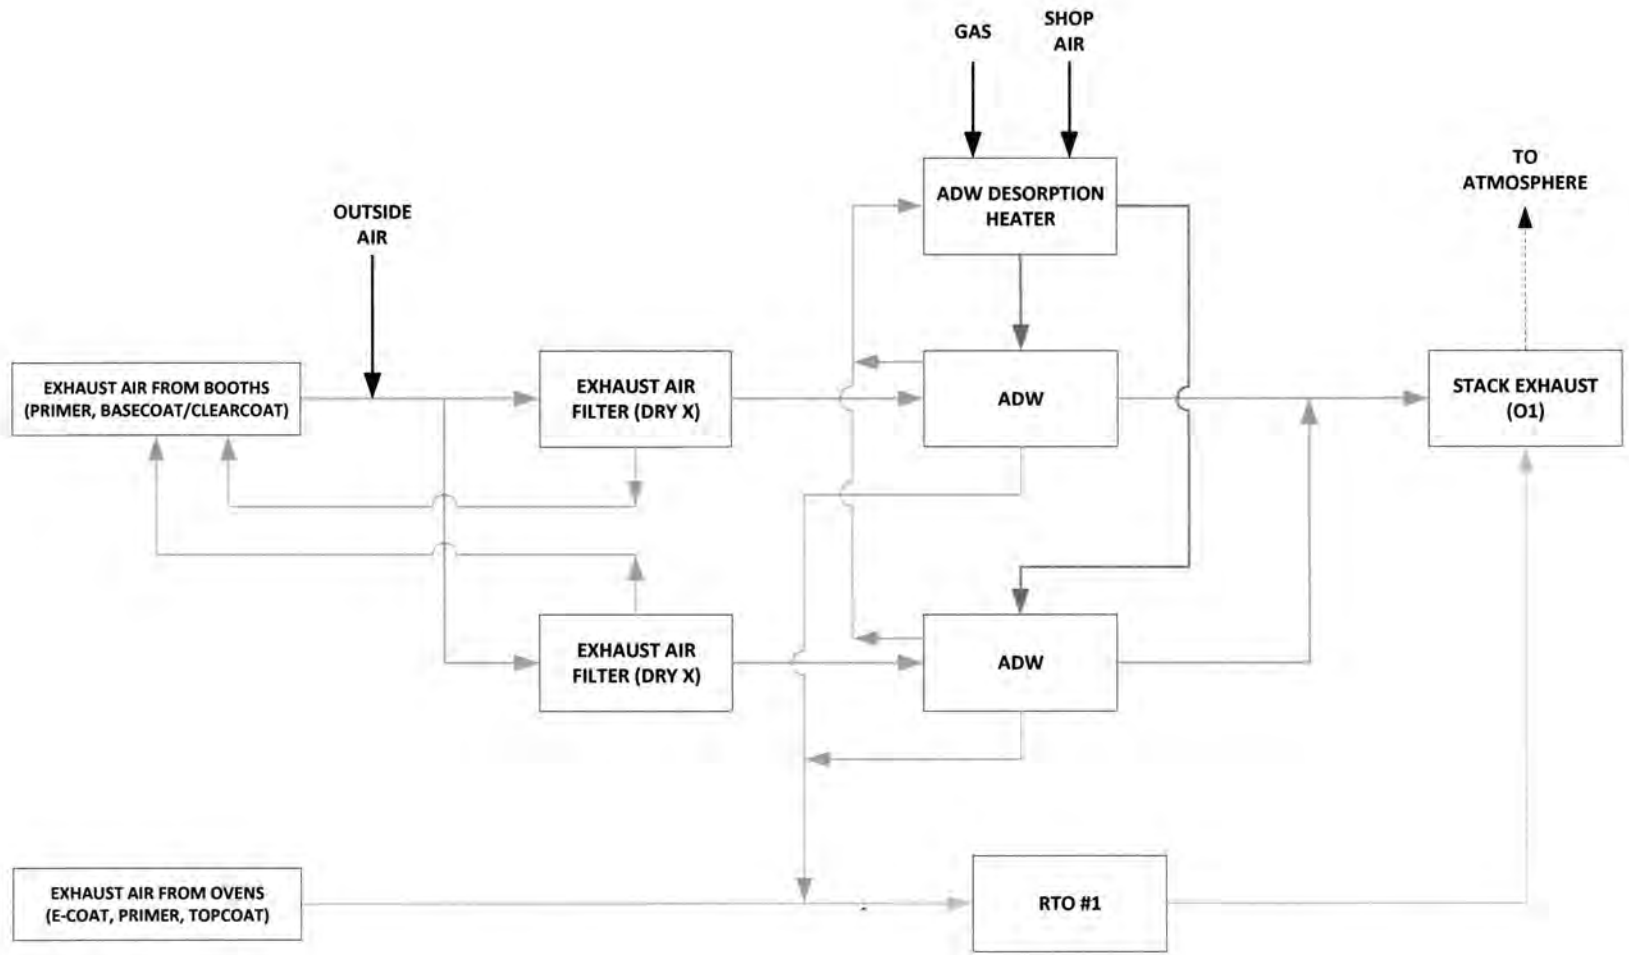 GAS
SHOP
AIR
TO
ATMOSPHERE
ADW DESORPTION
HEATER
OUTSIDE
AIR
EXHAUST AIR FROM BOOTHS
(PRIMER, BASECOAT/CLEARCOAT)
EXHAUST AIR
FILTER (DRY X)
ADW
STACK EXHAUST
(O1)
EXHAUST AIR
FILTER (DRY X)
ADW
EXHAUST AIR FROM OVENS
(E-COAT, PRIMER, TOPCOAT)
RTO #1